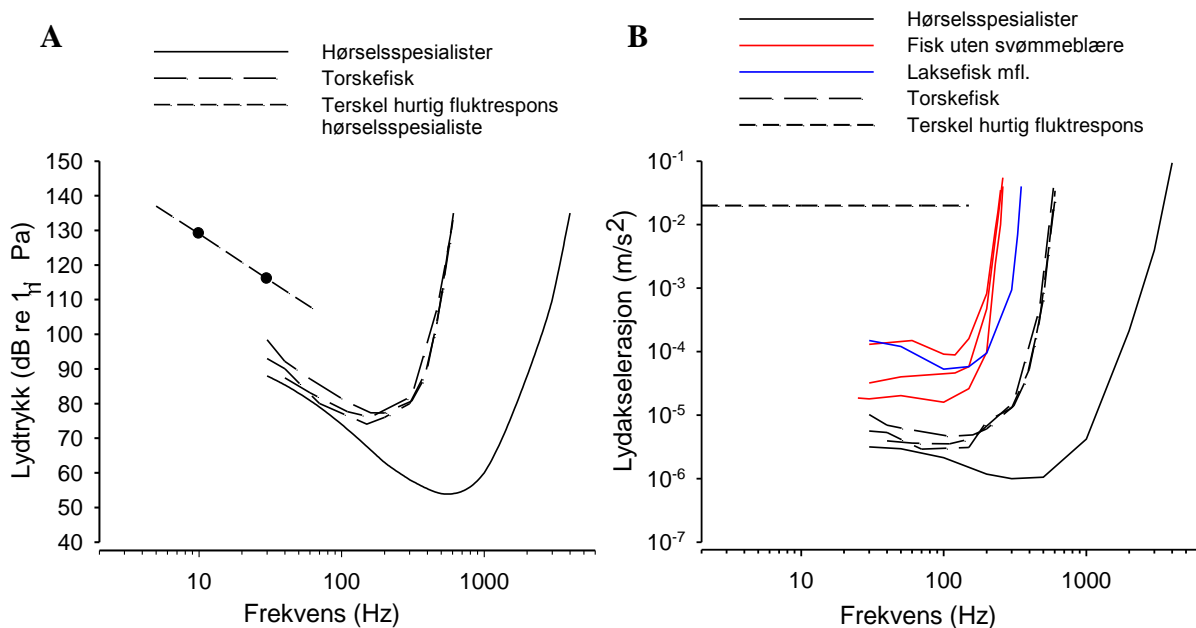 A
Hørselsspesialister
Torskefisk
Terskel hurtig fluktrespons
hørselsspesialiste
150
140
130
120
110
100
90
80
70
60
50
40
Lydtrykk (dB re 1 Pa)
10
100
1000
Frekvens (Hz)
B
Hørselsspesialister
Fisk uten svømmeblære
Laksefisk mfl.
Torskefisk
Terskel hurtig fluktrespons
10-1
10-2
10-3
10-4
10-5
10-6
10-7
Lydakselerasjon (m/s2)
10
100
1000
Frekvens (Hz)